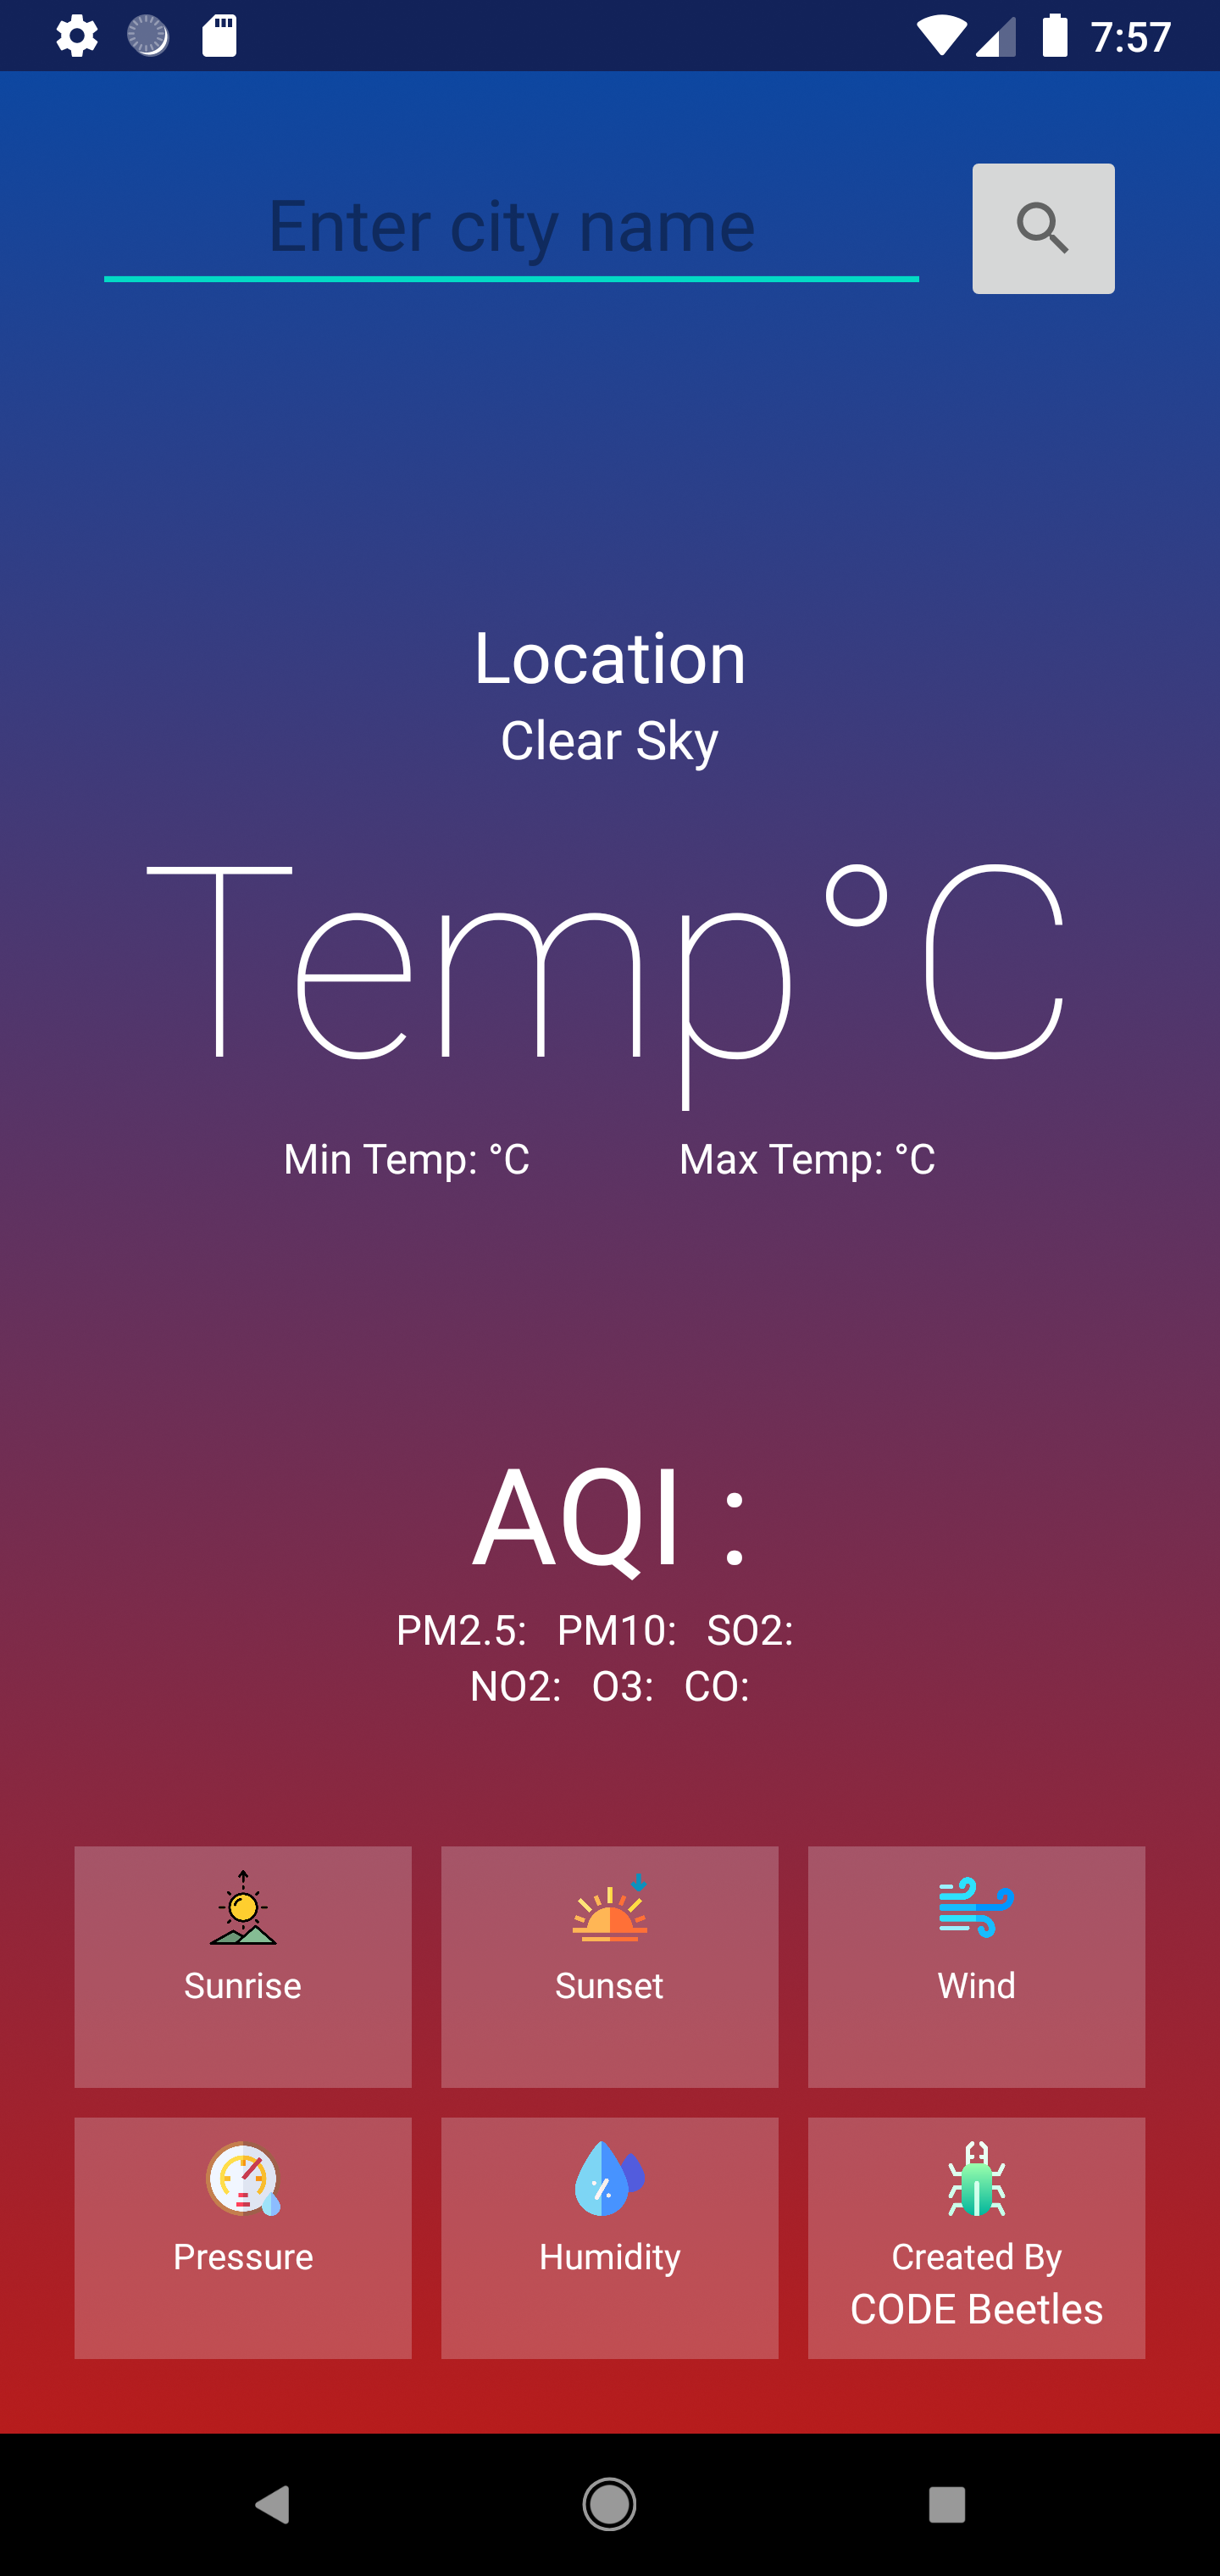 7:57
Enter city name
Location
Clear Sky
Temp°C
Min Temp: °C Max Temp: °C
AQI :
PM2.5: PM10: SO2:
NO2: O3: CO:
Sunrise Sunset Wind
Pressure Humidity Created By
CODE Beetles